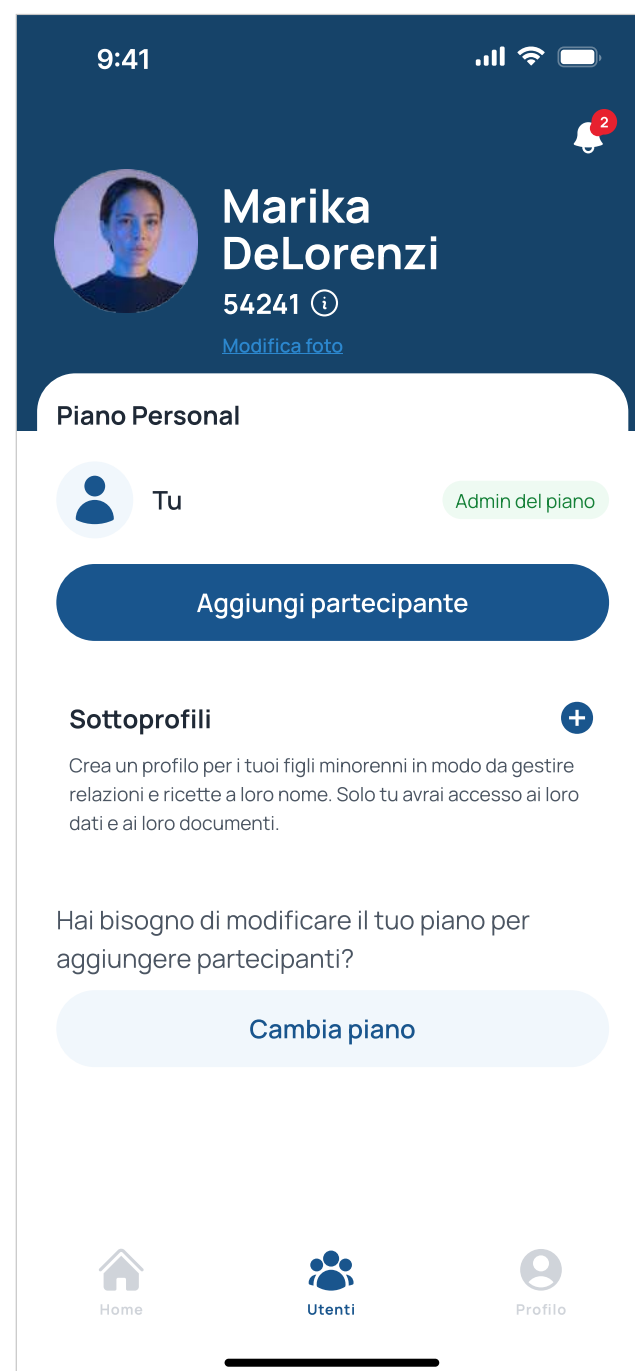 9:41
2
Marika
DeLorenzi
54241
Modifica foto
Piano Personal
Tu
Admin del piano
Aggiungi partecipante
Sottoprofili
Crea un profilo per i tuoi figli minorenni in modo da gestire
relazioni e ricette a loro nome. Solo tu avrai accesso ai loro
dati e ai loro documenti.
Hai bisogno di modificare il tuo piano per
aggiungere partecipanti?
Cambia piano
Home
Utenti
Profilo